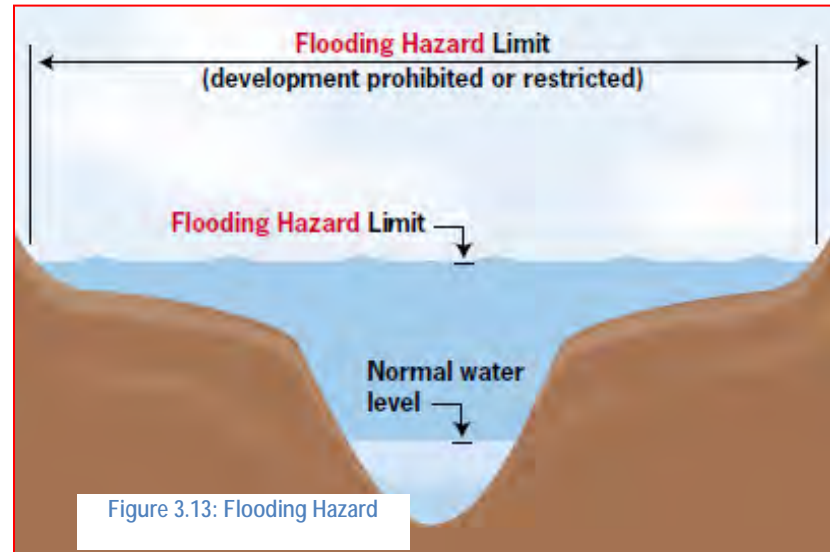 Flooding Hazard Limit
(development prohibited or restricted)
Flooding Hazard Limit
Normal water
level
Figure 3.13: Flooding Hazard